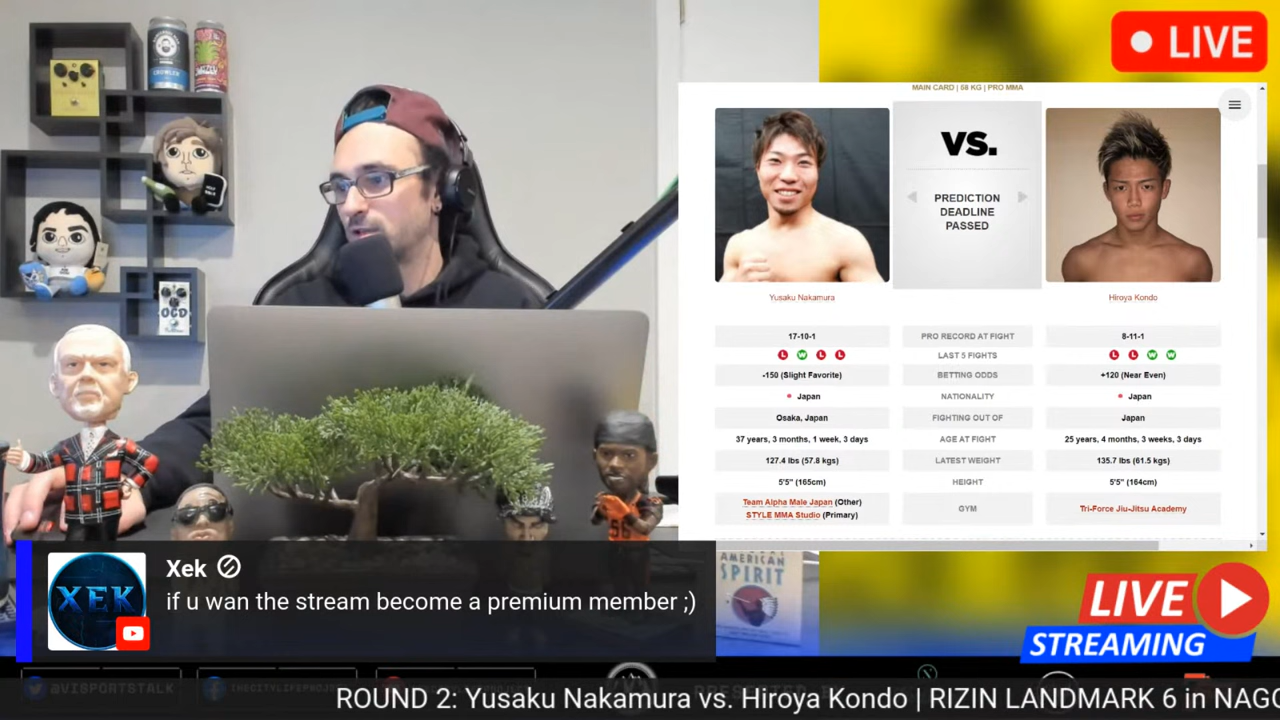 LIVE
MAIN CARD | 58 KG | PRO MMA
VS.
PREDICTION
DEADLINE
PASSED
Yusaku Nakamura
Hiroya Kondo
17-10-1 PRO RECORD AT FIGHT 8-11-1
L W L L LAST 5 FIGHTS L L W W
-150 (Slight Favorite) BETTING ODDS +120 (Near Even)
Japan NATIONALITY Japan
Osaka, Japan FIGHTING OUT OF Japan
37 years, 3 months, 1 week, 3 days AGE AT FIGHT 25 years, 4 months, 3 weeks, 3 days
127.4 lbs (57.8 kgs) LATEST WEIGHT 135.7 lbs (61.5 kgs)
5'5" (165cm) HEIGHT 5'5" (164cm)
Team Alpha Male Japan (Other)
STYLE MMA Studio (Primary)
GYM
Tri-Force Jiu-Jitsu Academy
OCD
XEK
Xek
if u wan the stream become a premium member ;)
AMERICAN
SPIRIT
LIVE
STREAMING
@VISPORTSTALK
THECITYLIFEPROJECT
ROUND 2: Yusaku Nakamura vs. Hiroya Kondo | RIZIN LANDMARK 6 in NAGO